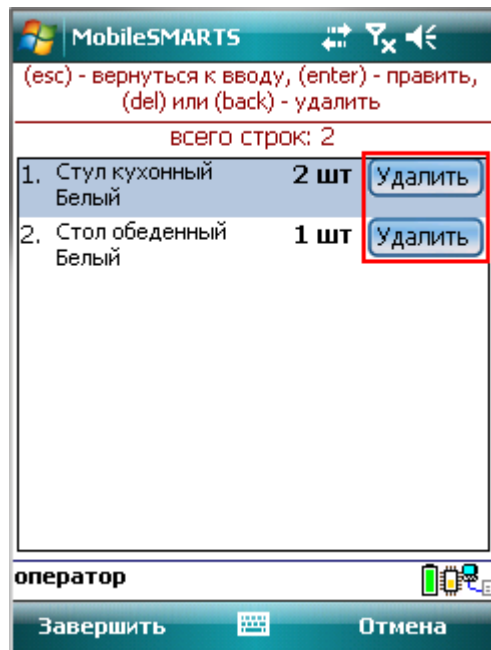 MobileSMARTS
(esc) - вернуться к вводу, (enter) - править,
(del) или (back) - удалить
всего строк: 2
1. Стул кухонный 2 шт Удалить
Белый
2. Стол обеденный 1 шт Удалить
Белый
оператор
Завершить Отмена